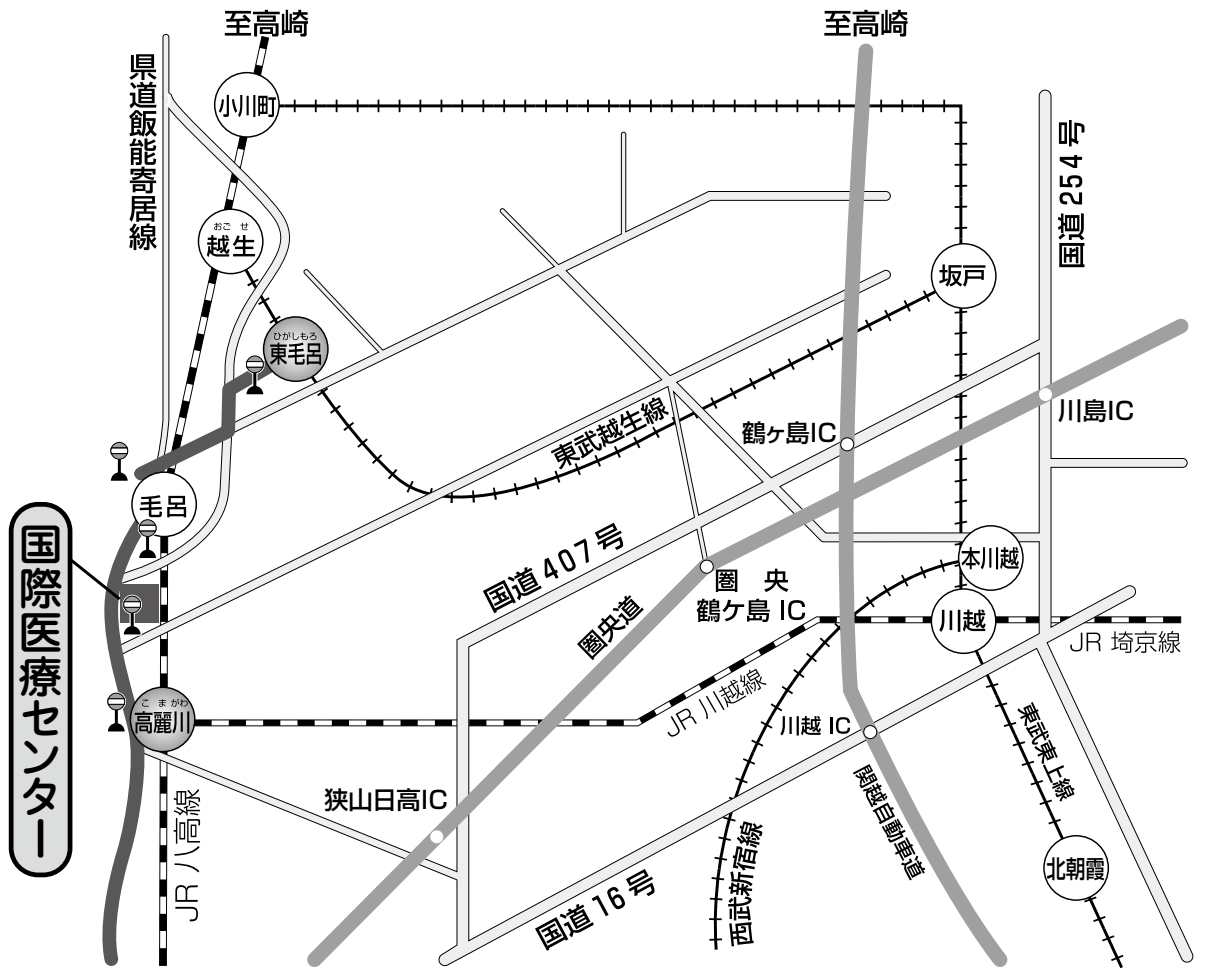 至高崎
至高崎
県道飯能寄居線
小川町
国道254号
おごせ
越生
坂戸
ひがしもろ
東毛呂
川島IC
東武越生線
鶴ヶ島IC
毛呂
国際医療センター
国道407号
本川越
圏央
鶴ケ島 IC
圏央道
川越
JR 埼京線
こまがわ
高麗川
JR 川越線
川越 IC
東武東上線
関越自動車道
狭山日高IC
JR 八高線
西武新宿線
北朝霞
国道16号